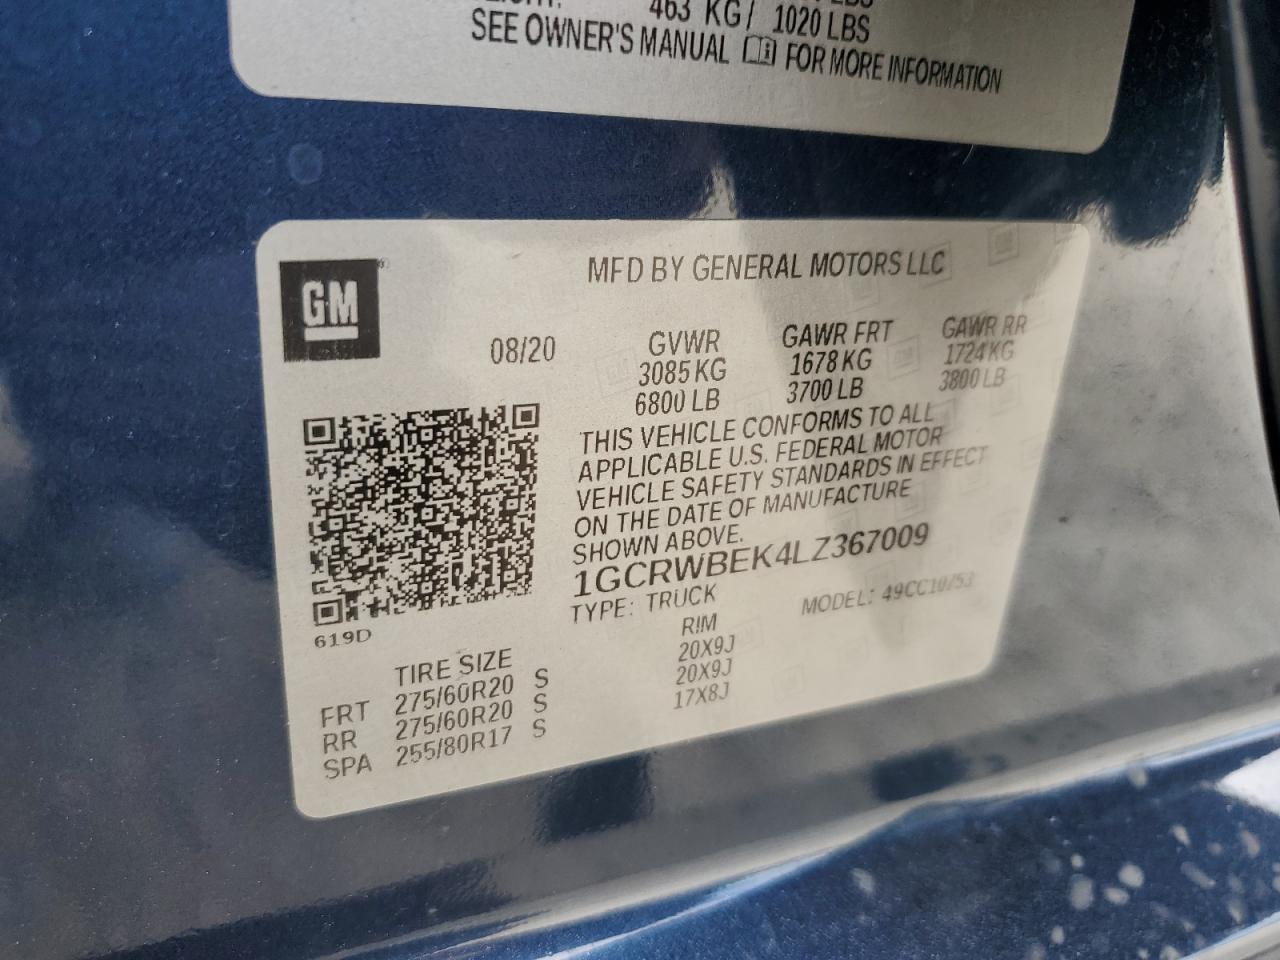 463 KG / 1020 LBS
SEE OWNER'S MANUAL FOR MORE INFORMATION
GM
MFD BY GENERAL MOTORS LLC
08/20 GVWR GAWR FRT GAWR RR
3085 KG 1678 KG 1724 KG
6800 LB 3700 LB 3800 LB
THIS VEHICLE CONFORMS TO ALL
APPLICABLE U.S. FEDERAL MOTOR
VEHICLE SAFETY STANDARDS IN EFFECT
ON THE DATE OF MANUFACTURE
SHOWN ABOVE.
1GCRWBEK4LZ367009
TYPE: TRUCK MODEL: 49CC10753
619D
TIRE SIZE RIM
FRT 275/60R20 S 20X9J
RR 275/60R20 S 20X9J
SPA 255/80R17 S 17X8J